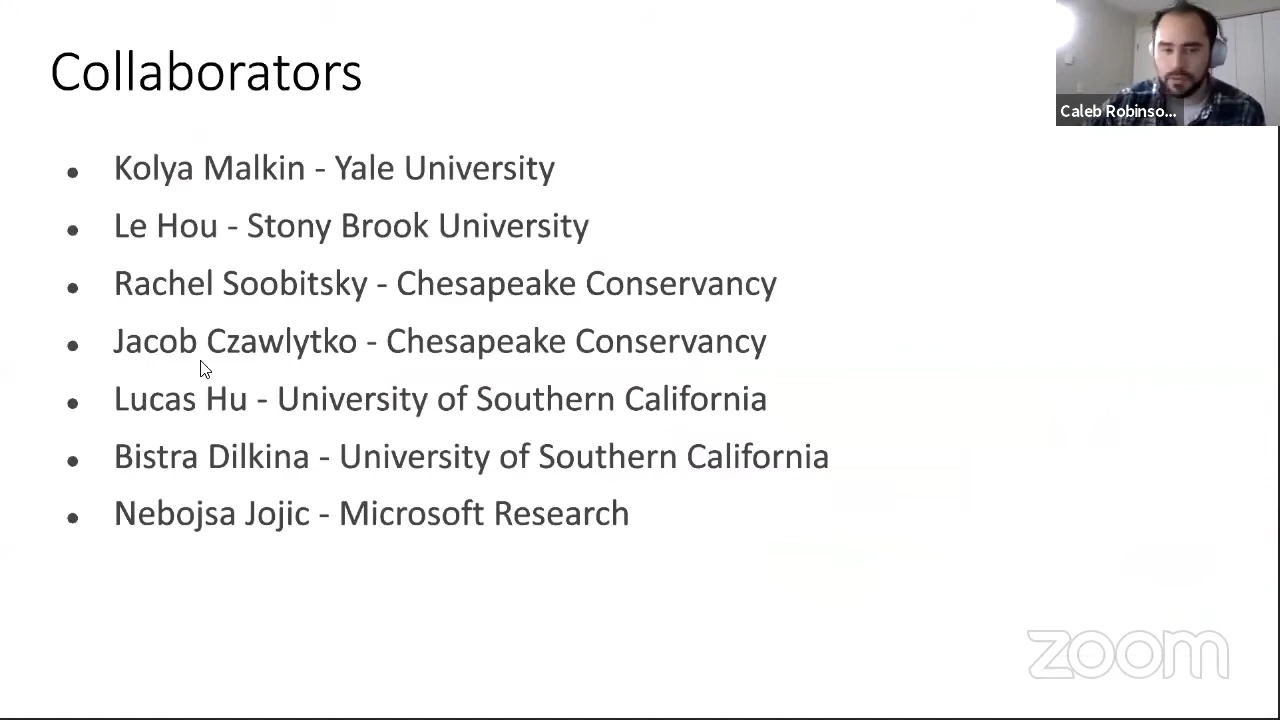 Collaborators
Caleb Robinso...
• Kolya Malkin - Yale University
• Le Hou - Stony Brook University
• Rachel Soobitsky - Chesapeake Conservancy
• Jacob Czawlytko - Chesapeake Conservancy
• Lucas Hu - University of Southern California
• Bistra Dilkina - University of Southern California
• Nebojsa Jojic - Microsoft Research
zoom